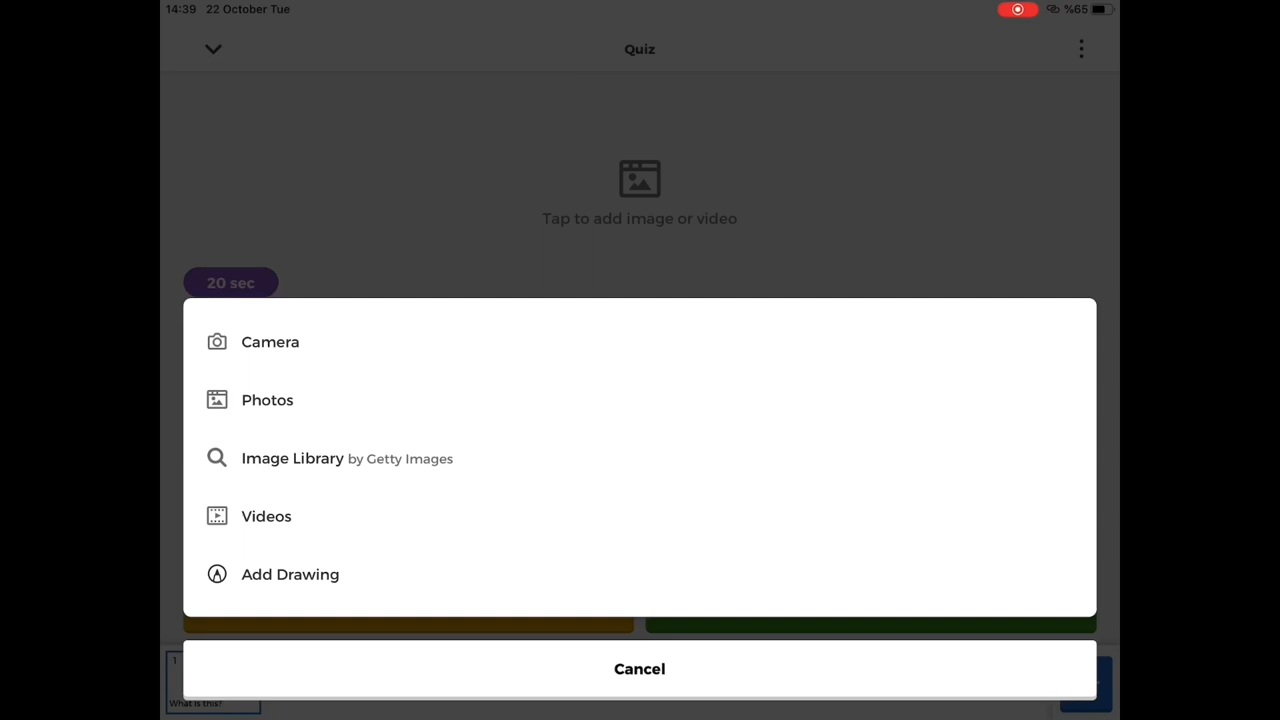 14:39 22 October Tue
%65
Quiz
Tap to add image or video
20 sec
Camera
Photos
Image Library by Getty Images
Videos
Add Drawing
Cancel
1
What is this?